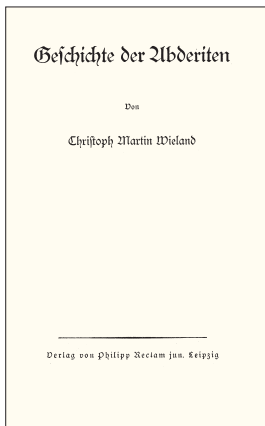 Geschichte der Abderiten
Von
Christoph Martin Wieland
Verlag von Philipp Reclam jun. Leipzig